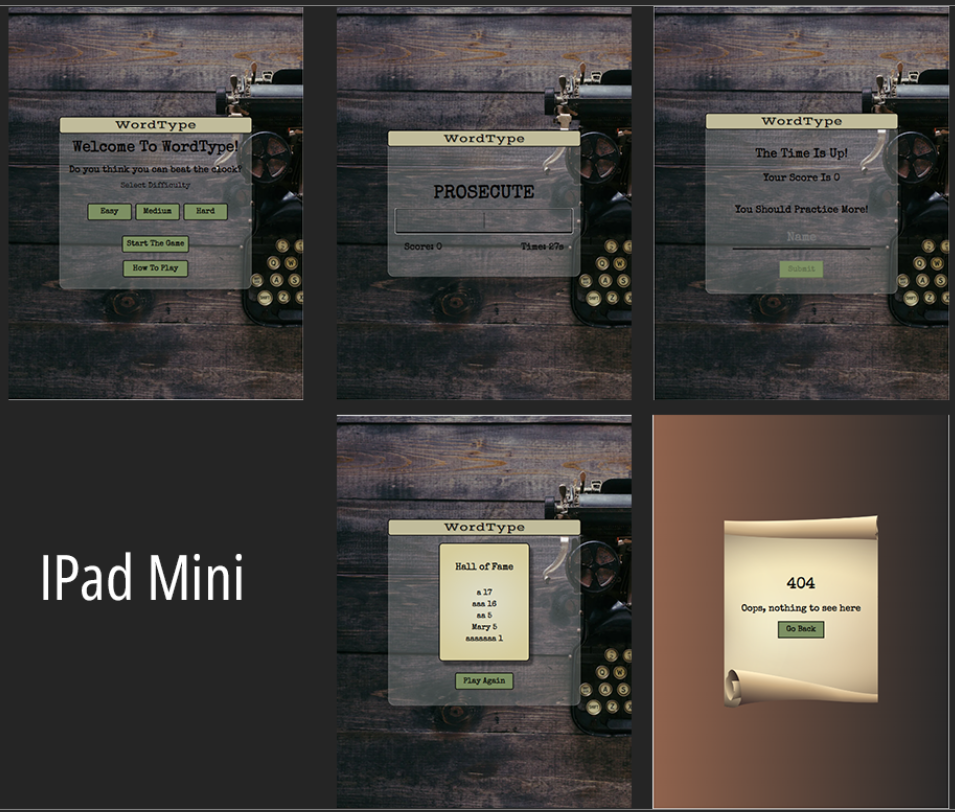 WordType
Welcome To WordType!
Do you think you can beat the clock?
Select Difficulty
Easy Medium Hard
Start The Game
How To Play
WordType
PROSECUTE
Score: 0 Time: 27s
WordType
The Time Is Up!
Your Score Is 0
You Should Practice More!
Name
Submit
IPad Mini
WordType
Hall of Fame
a 17
aaa 16
aa 5
Mary 5
aaaaaaa 1
Play Again
404
Oops, nothing to see here
Go Back